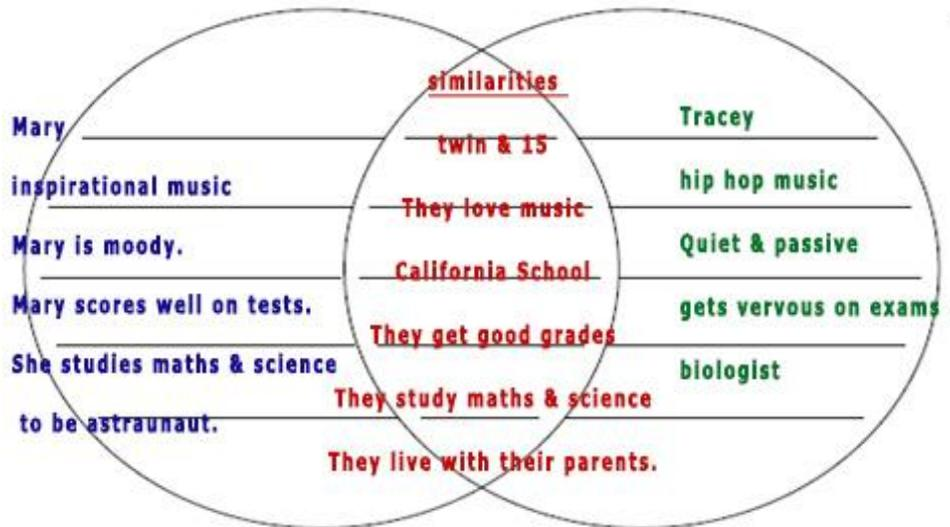 Mary
inspirational music
Mary is moody.
Mary scores well on tests.
She studies maths & science
to be astraunaut.
similarities
twin & 15
They love music
California School
They get good grades
They study maths & science
They live with their parents.
Tracey
hip hop music
Quiet & passive
gets vervous on exams
biologist